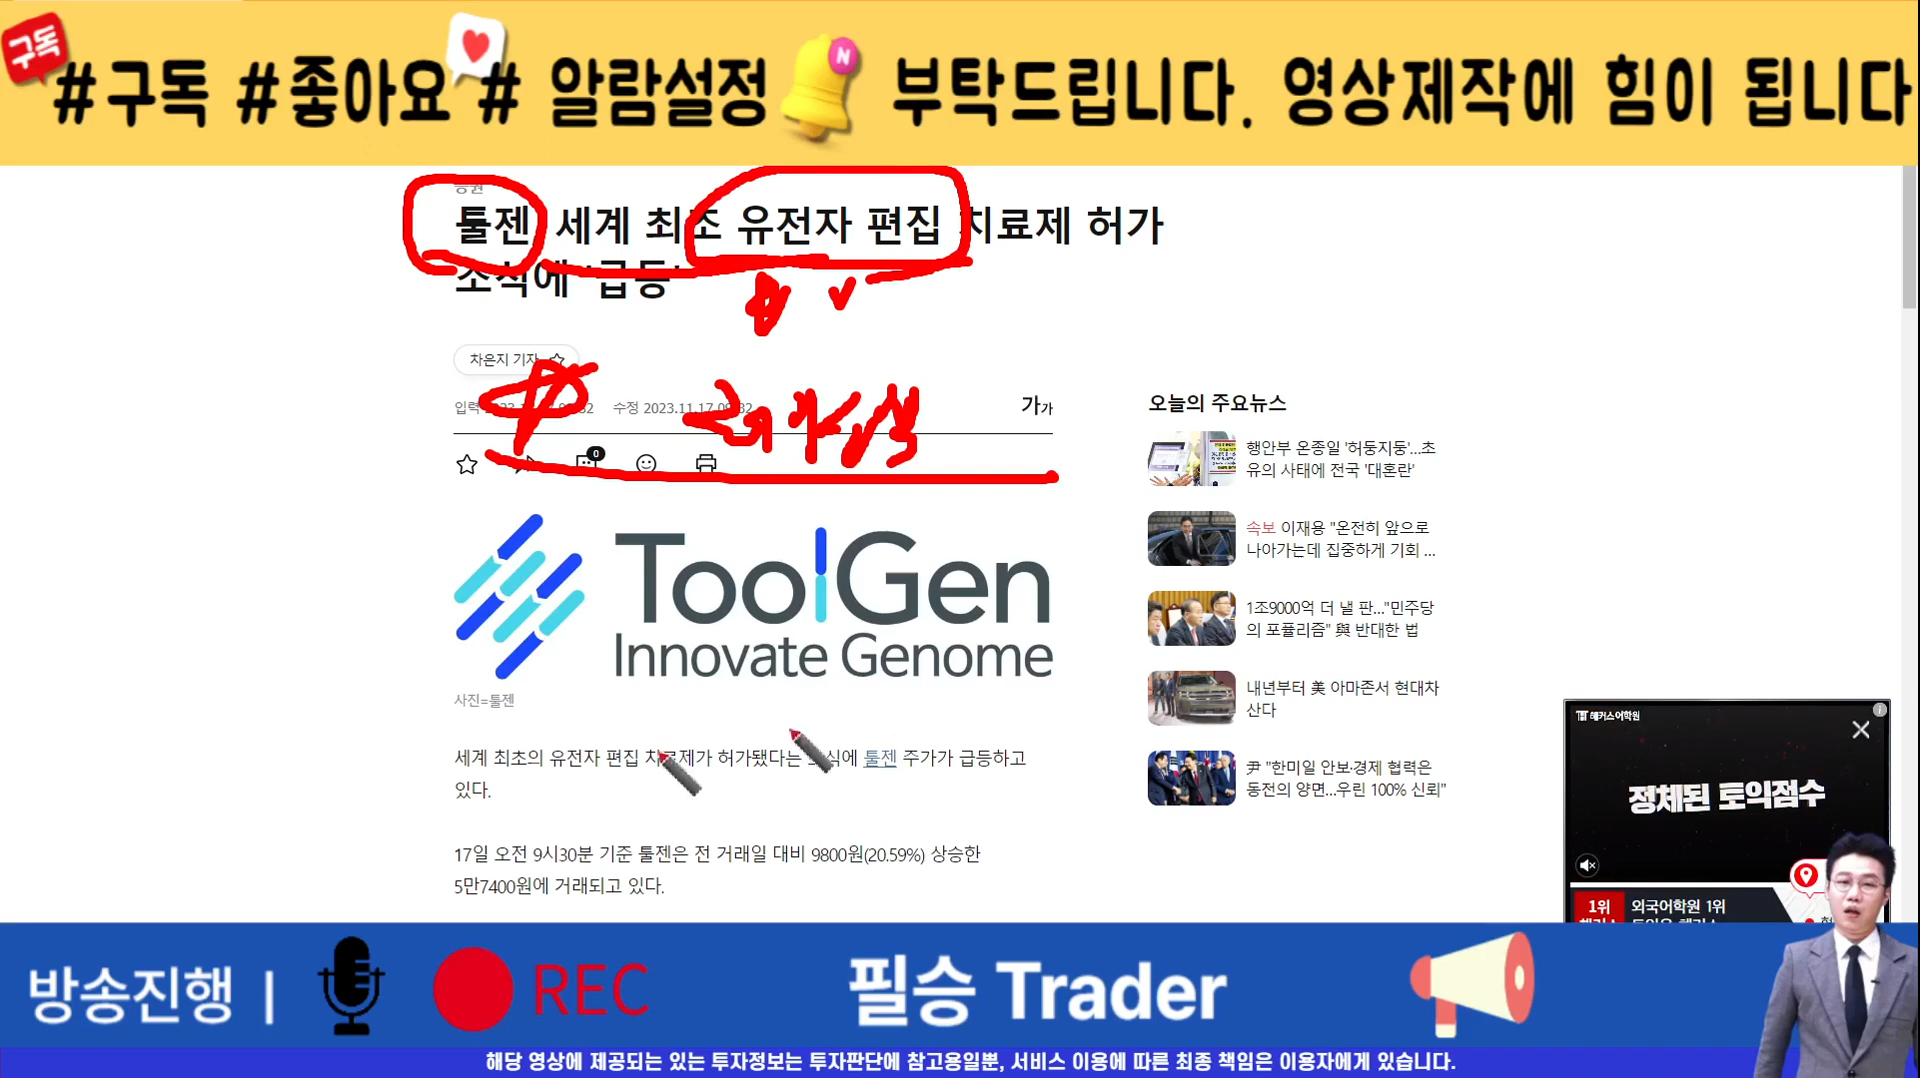 구독
#구독 #좋아요 # 알람설정 N 부탁드립니다. 영상제작에 힘이 됩니다
증권
툴젠, 세계 최초 유전자 편집 치료제 허가
소식에 '급등'
차은지 기자
입력
수정 2023.11.17 09:32
가가
0
ToolGen
Innovate Genome
사진=툴젠
세계 최초의 유전자 편집 치료제가 허가됐다는 소식에 툴젠 주가가 급등하고
있다.
17일 오전 9시30분 기준 툴젠은 전 거래일 대비 9800원(20.59%) 상승한
5만7400원에 거래되고 있다.
오늘의 주요뉴스
행안부 온종일 '허둥지둥'...초
유의 사태에 전국 '대혼란'
속보 이재용 "온전히 앞으로
나아가는데 집중하게 기회 ...
1조9000억 더 낼 판..."민주당
의 포퓰리즘" 與 반대한 법
내년부터 美 아마존서 현대차
산다
尹 "한미일 안보·경제 협력은
동전의 양면...우린 100% 신뢰"
해커스어학원
정체된 토익점수
1위
외국어학원 1위
방송진행 |
REC
필승 Trader
해당 영상에 제공되는 있는 투자정보는 투자판단에 참고용일뿐, 서비스 이용에 따른 최종 책임은 이용자에게 있습니다.